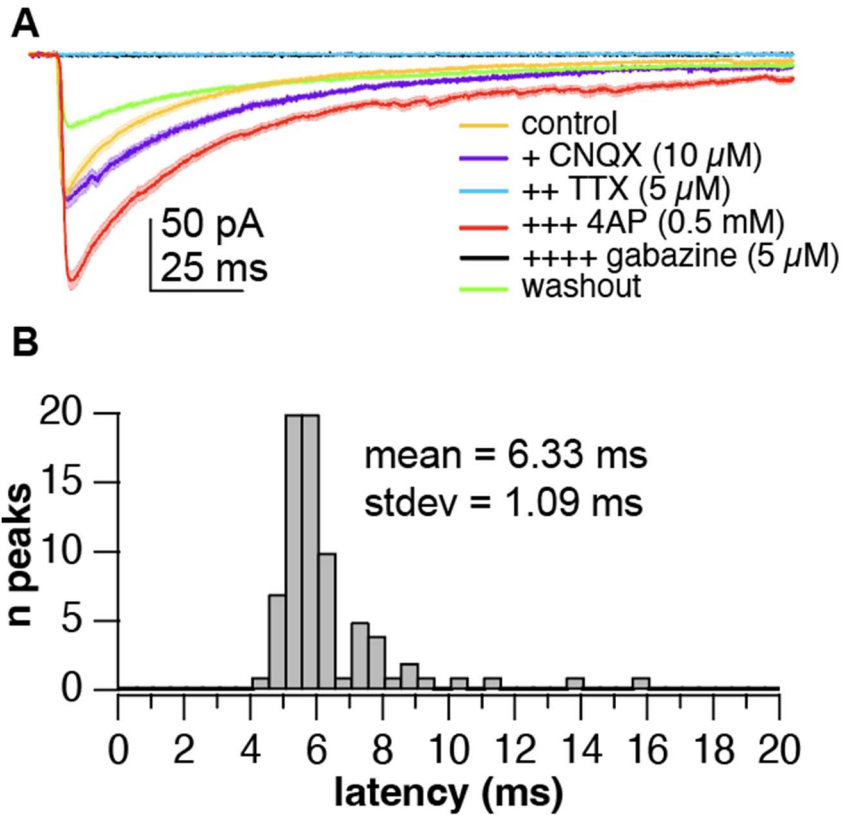 A
control
+ CNQX (10 µM)
++ TTX (5 µM)
+++ 4AP (0.5 mM)
++++ gabazine (5 µM)
washout
50 pA
25 ms
B
20
15
10
5
0
n peaks
mean = 6.33 ms
stdev = 1.09 ms
0 2 4 6 8 10 12 14 16 18 20
latency (ms)